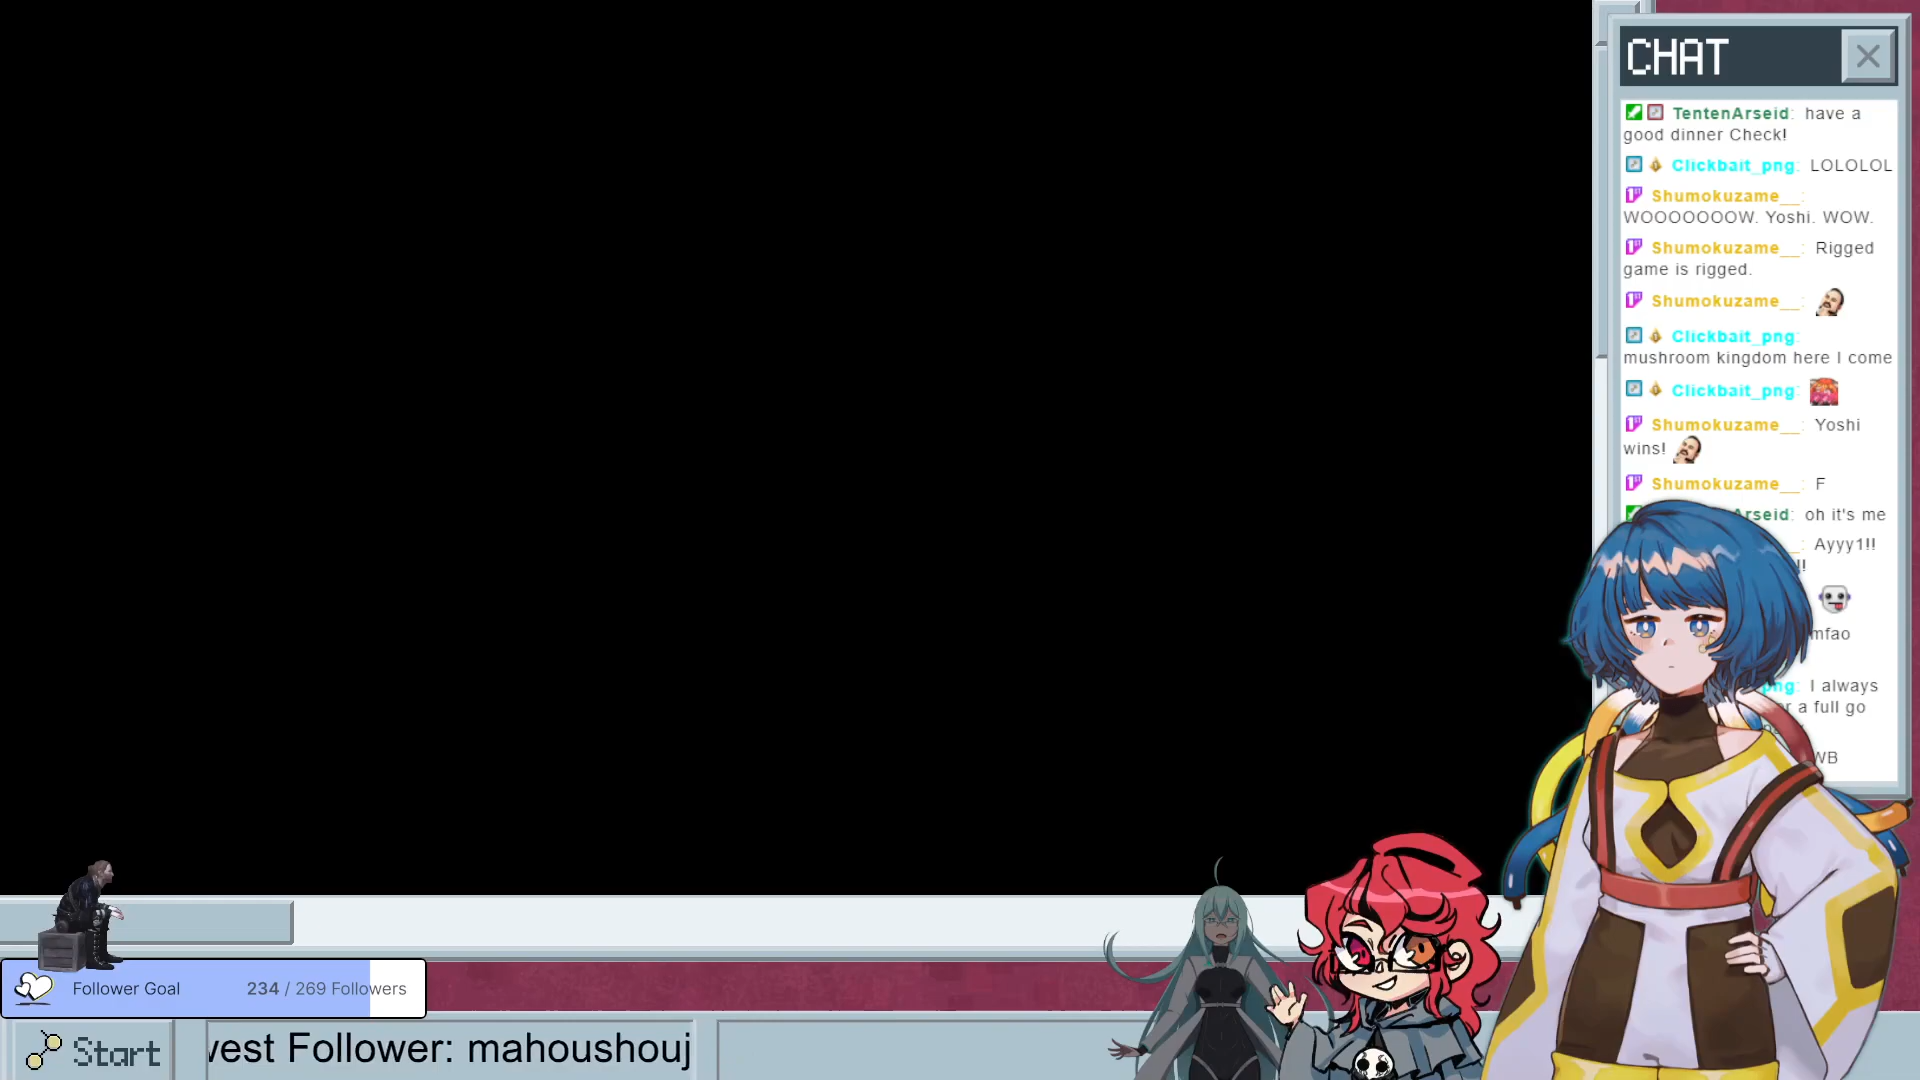 CHAT
TentenArseid: have a
good dinner Check!
Clickbait_png: LOLOLOL
Shumokuzame__:
WOOOOOOOW. Yoshi. WOW.
Shumokuzame__: Rigged
game is rigged.
Shumokuzame__:
Clickbait_png:
mushroom kingdom here I come
Clickbait_png:
Shumokuzame__: Yoshi
wins!
Shumokuzame__: F
Arseid: oh it's me
Ayyy1!!
mfao
png: I always
a full go
WB
Follower Goal 234 / 269 Followers
Start
est Follower: mahoushouj